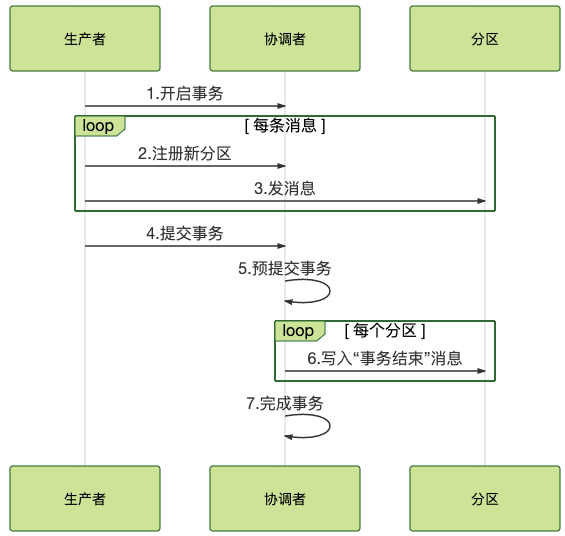 生产者
协调者
分区
1.开启事务
loop
[ 每条消息 ]
2.注册新分区
3.发消息
4.提交事务
5.预提交事务
loop
[ 每个分区 ]
6.写入“事务结束”消息
7.完成事务
生产者
协调者
分区